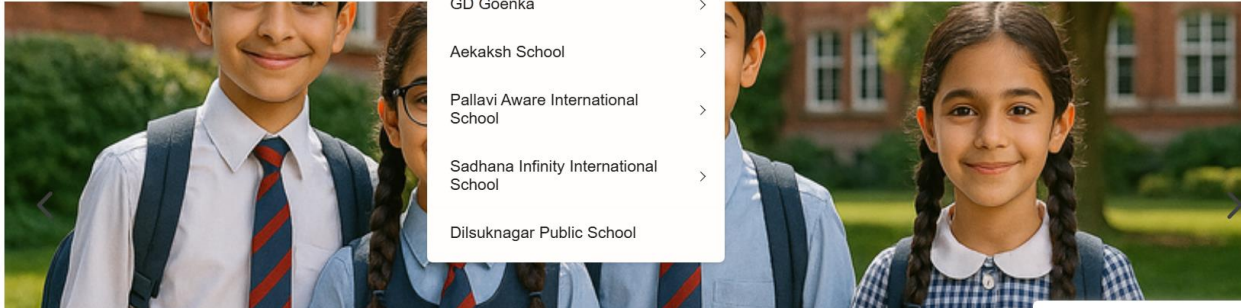 GD Goenka
Aekaksh School
Pallavi Aware International
School
Sadhana Infinity International
School
Dilsuknagar Public School